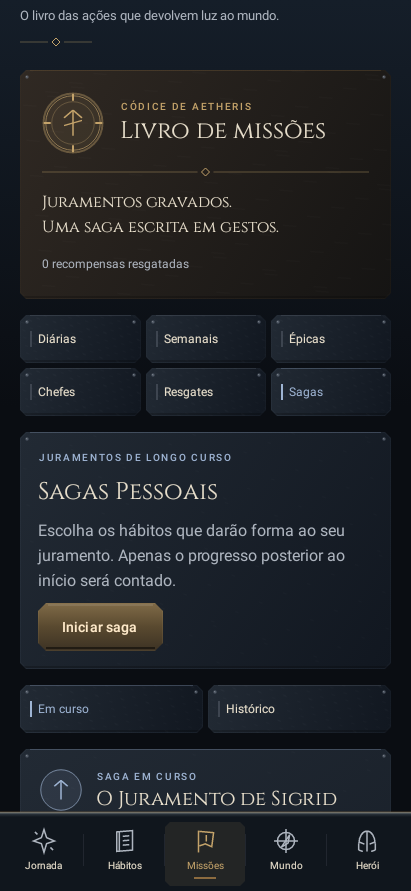 O livro das ações que devolvem luz ao mundo.
CÓDICE DE AETHERIS
Livro de missões
Juramentos gravados.
Uma saga escrita em gestos.
0 recompensas resgatadas
Diárias
Semanais
Épicas
Chefes
Resgates
Sagas
JURAMENTOS DE LONGO CURSO
Sagas Pessoais
Escolha os hábitos que darão forma ao seu
juramento. Apenas o progresso posterior ao
início será contado.
Iniciar saga
Em curso
Histórico
SAGA EM CURSO
O Juramento de Sigrid
Jornada
Hábitos
Missões
Mundo
Herói